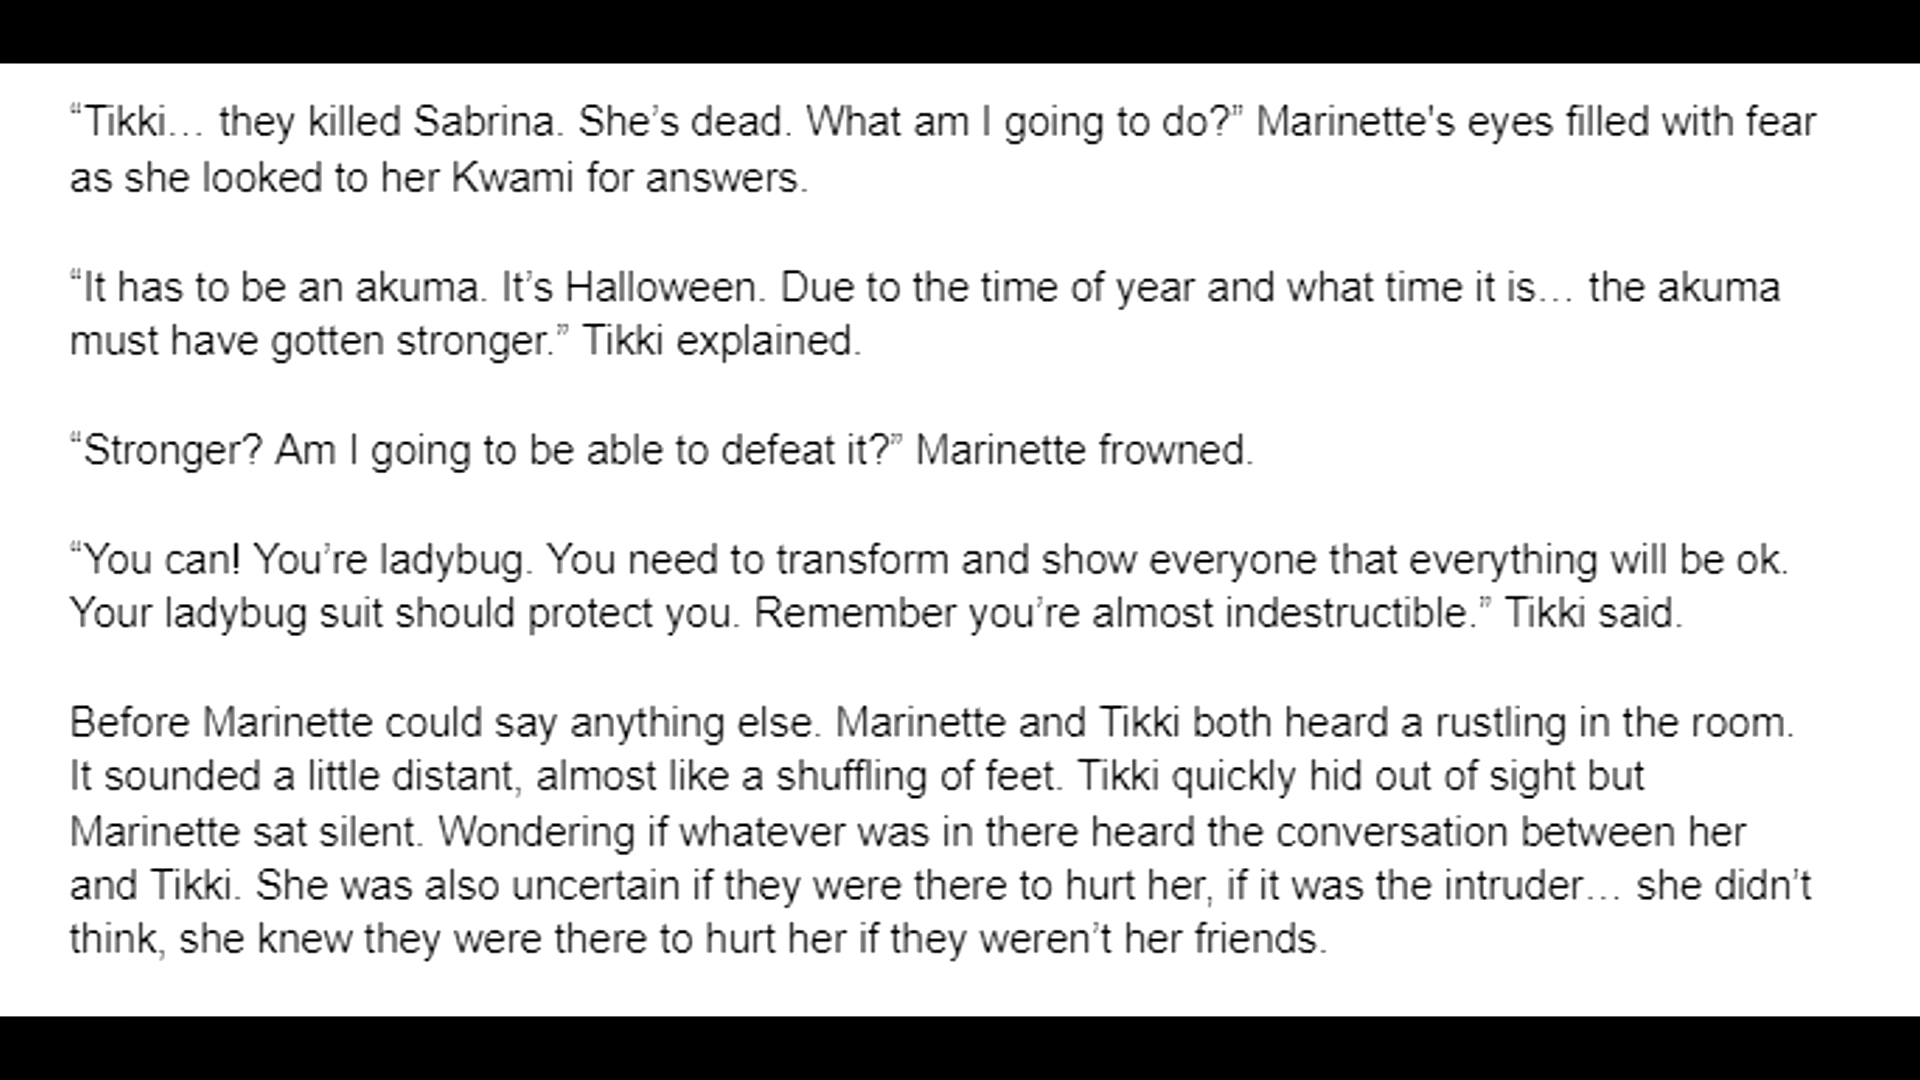 “Tikki… they killed Sabrina. She’s dead. What am I going to do?” Marinette's eyes filled with fear
as she looked to her Kwami for answers.
“It has to be an akuma. It’s Halloween. Due to the time of year and what time it is… the akuma
must have gotten stronger.” Tikki explained.
“Stronger? Am I going to be able to defeat it?” Marinette frowned.
“You can! You’re ladybug. You need to transform and show everyone that everything will be ok.
Your ladybug suit should protect you. Remember you’re almost indestructible.” Tikki said.
Before Marinette could say anything else. Marinette and Tikki both heard a rustling in the room.
It sounded a little distant, almost like a shuffling of feet. Tikki quickly hid out of sight but
Marinette sat silent. Wondering if whatever was in there heard the conversation between her
and Tikki. She was also uncertain if they were there to hurt her, if it was the intruder… she didn’t
think, she knew they were there to hurt her if they weren’t her friends.